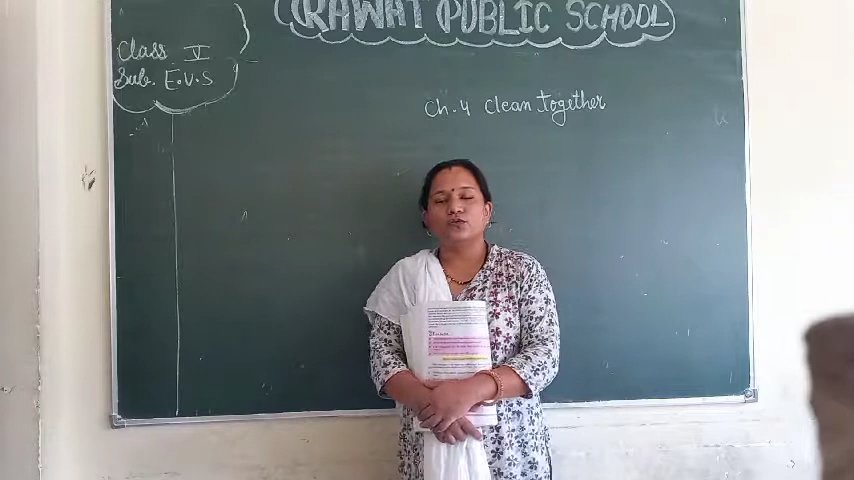 RAWAT PUBLIC SCHOOL
Class V
Sub. E.V.S
Ch.4 Clean together